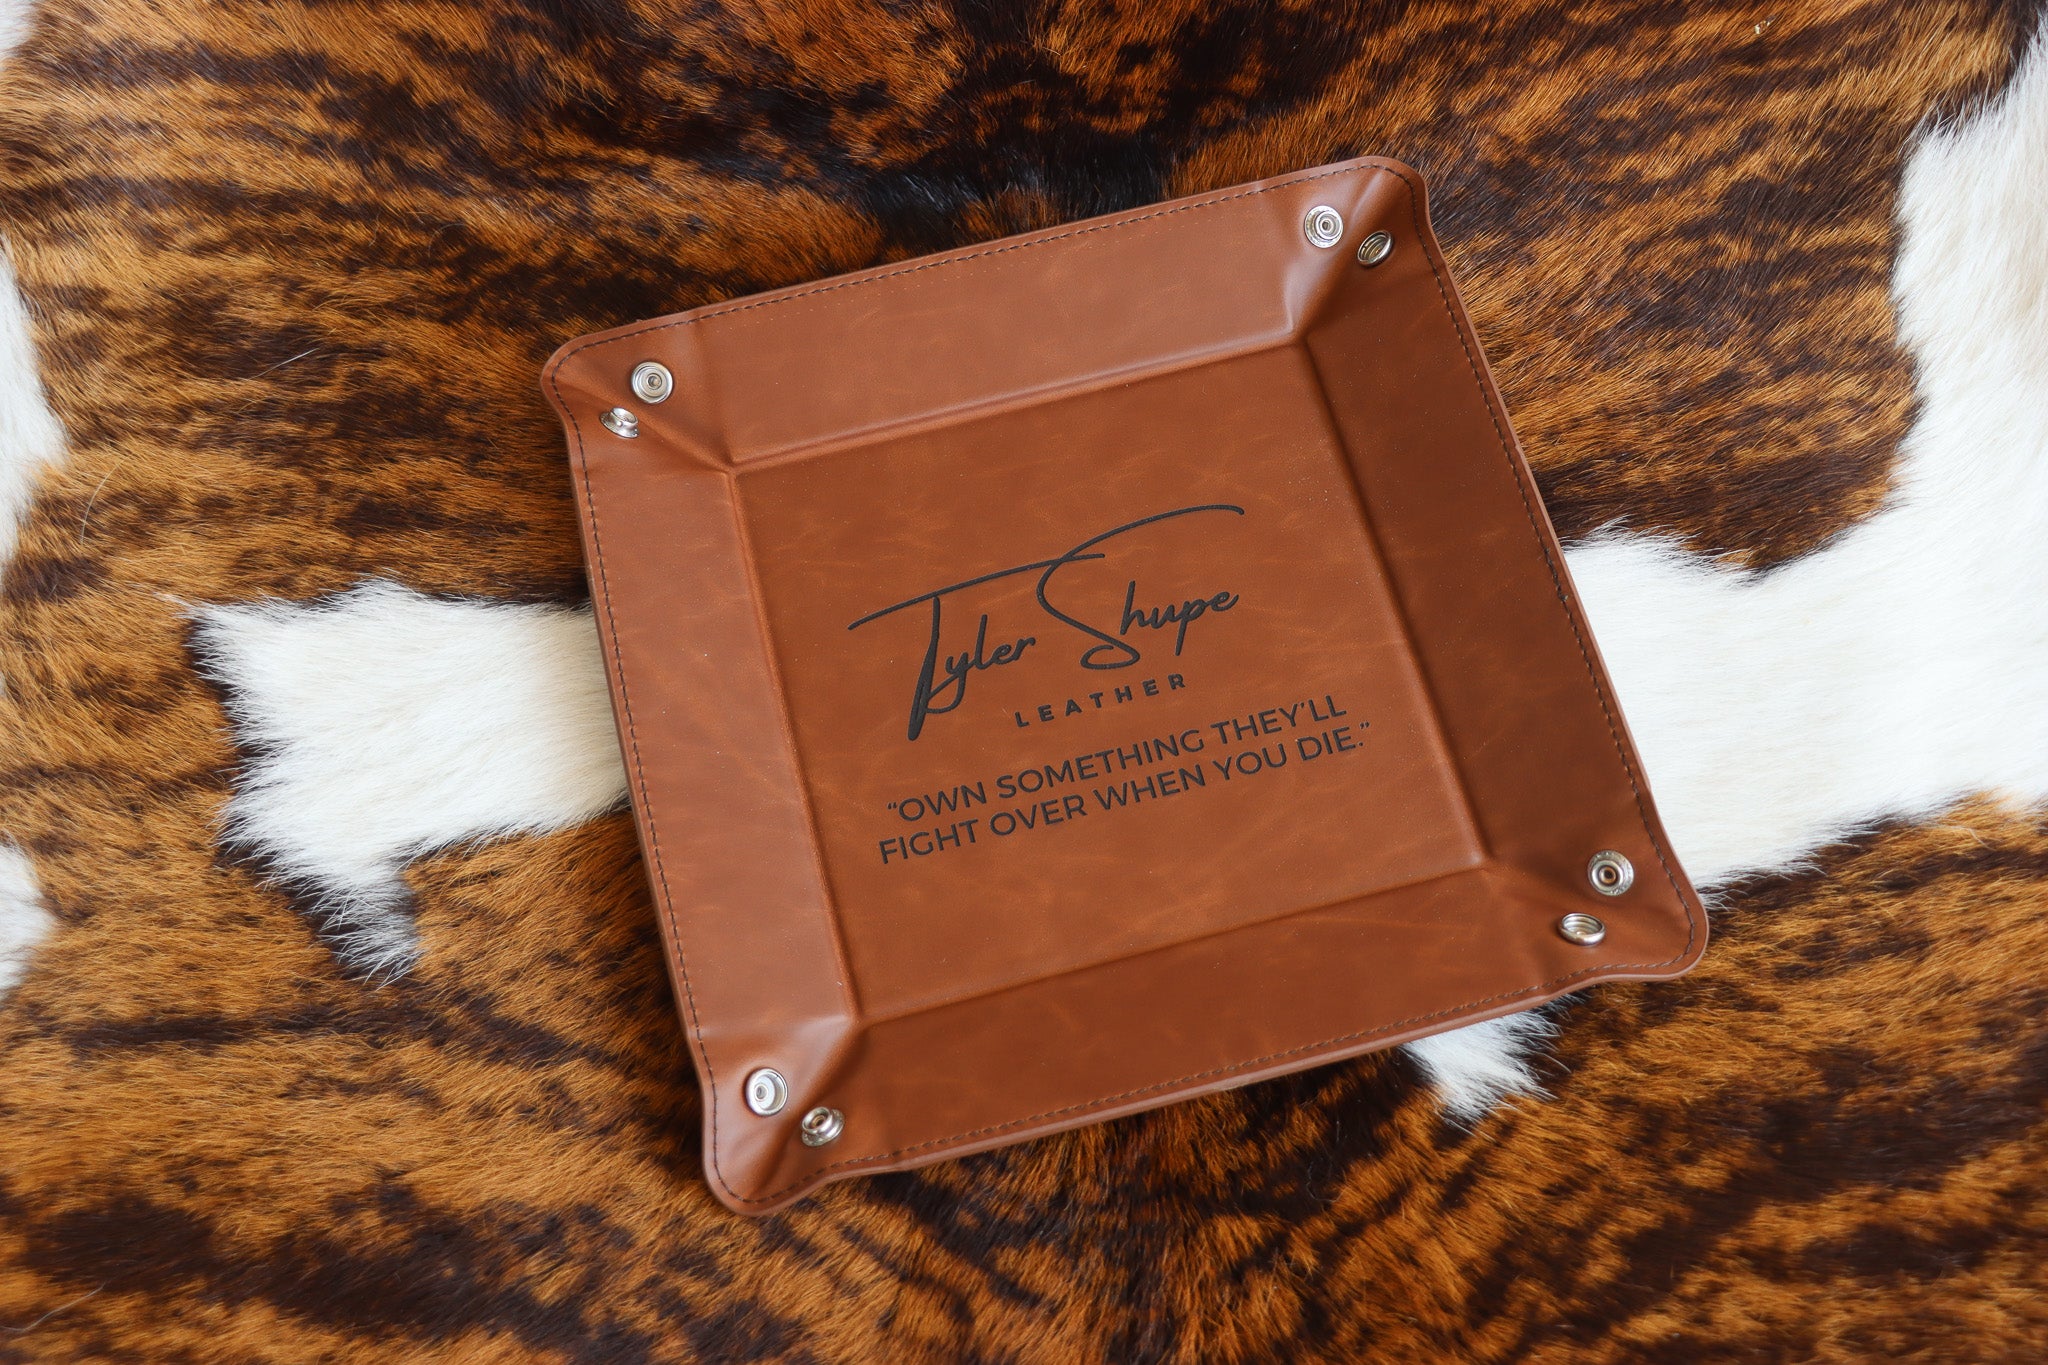 Tyler Shupe
LEATHER
“OWN SOMETHING THEY’LL
FIGHT OVER WHEN YOU DIE.”